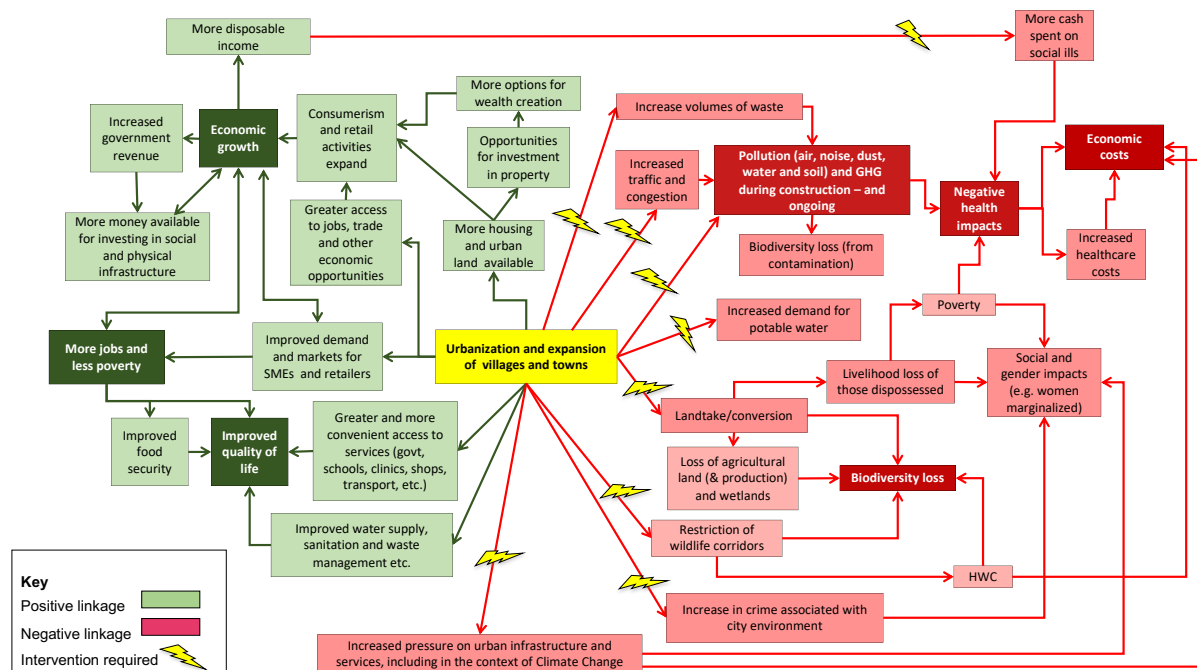 More disposable
income
More cash
spent on
social ills
More options for
wealth creation
Increase volumes of waste
Increased
government
revenue
Economic
growth
Consumerism
and retail
activities
expand
Opportunities
for investment
in property
Increased
traffic and
congestion
Pollution (air, noise, dust,
water and soil) and GHG
during construction – and
ongoing
Economic
costs
Negative
health
impacts
More money available
for investing in social
and physical
infrastructure
Greater access
to jobs, trade
and other
economic
opportunities
More housing
and urban
land available
Biodiversity loss (from
contamination)
Increased
healthcare
costs
Poverty
Increased demand for
potable water
More jobs and
less poverty
Improved demand
and markets for
SMEs and retailers
Urbanization and expansion
of villages and towns
Livelihood loss of
those dispossessed
Social and
gender impacts
(e.g. women
marginalized)
Landtake/conversion
Improved
food
security
Improved
quality of
life
Greater and more
convenient access to
services (govt,
schools, clinics, shops,
transport, etc.)
Loss of agricultural
land (& production)
and wetlands
Biodiversity loss
Improved water supply,
sanitation and waste
management etc.
Restriction of
wildlife corridors
HWC
Increase in crime associated with
city environment
Increased pressure on urban infrastructure and
services, including in the context of Climate Change
Key
Positive linkage
Negative linkage
Intervention required